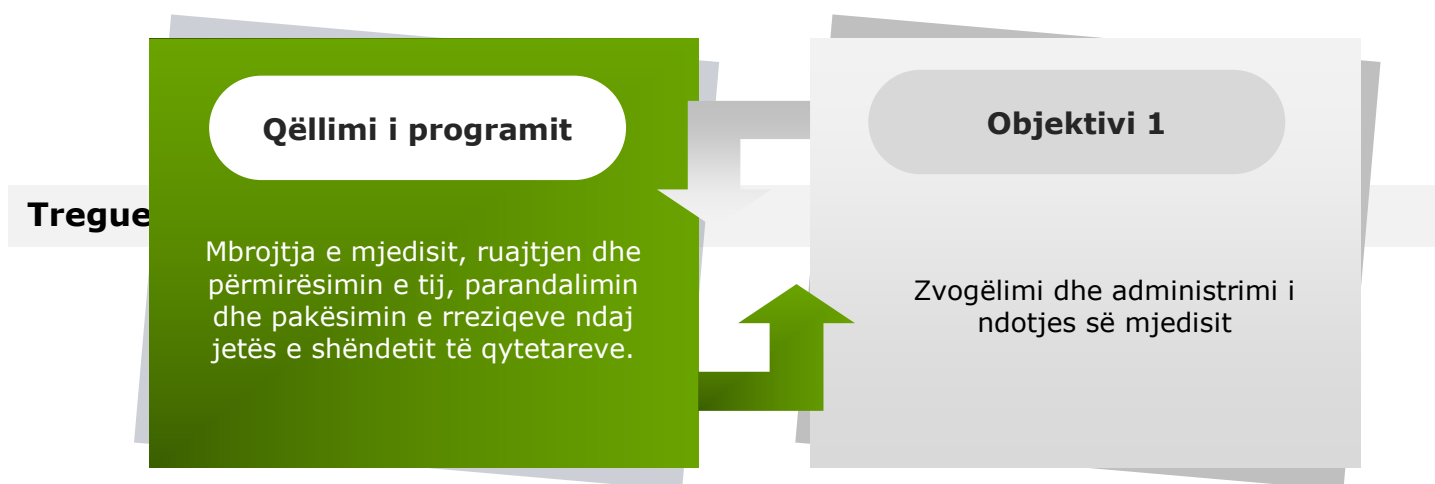 Qëllimi i programit
Objektivi 1
Mbrojtja e mjedisit, ruajtjen dhe
përmirësimin e tij, parandalimin
dhe pakësimin e rreziqeve ndaj
jetës e shëndetit të qytetareve.
Zvogëlimi dhe administrimi i
ndotjes së mjedisit